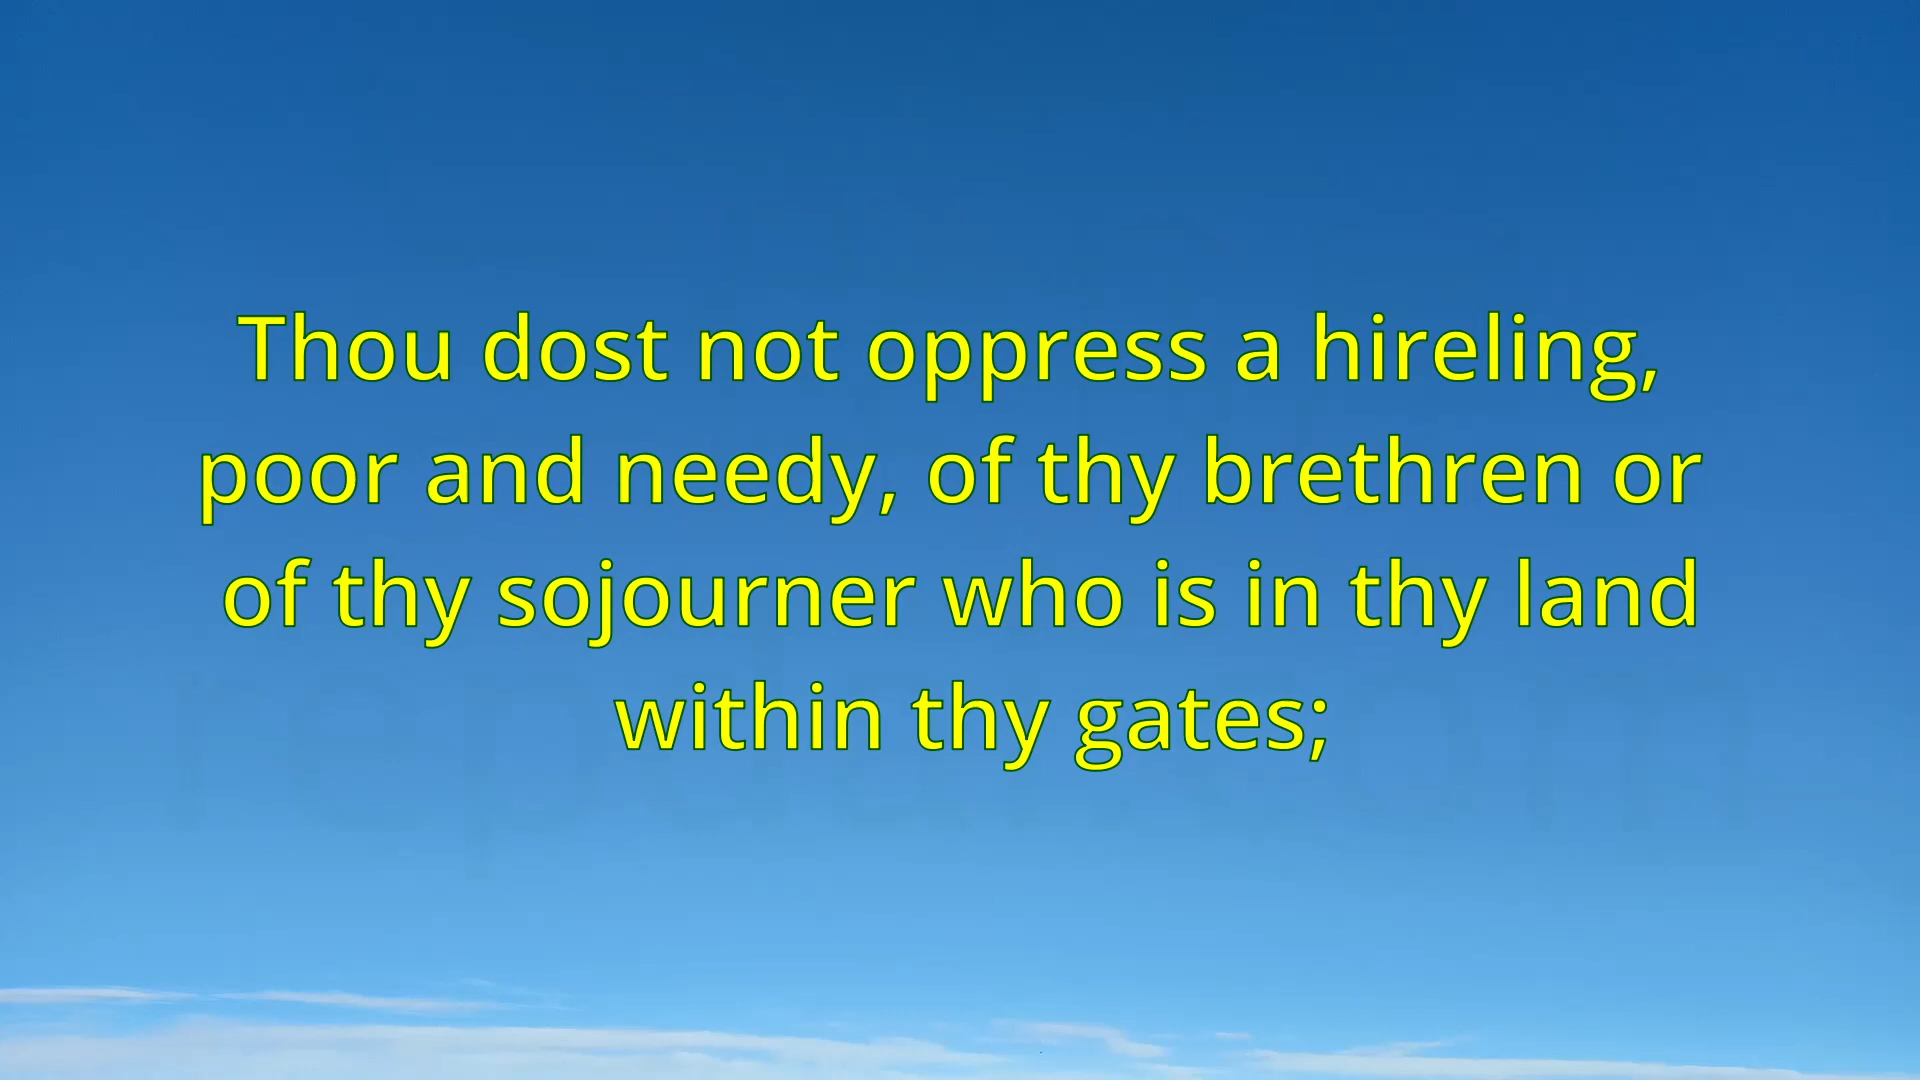 Thou dost not oppress a hireling,
poor and needy, of thy brethren or
of thy sojourner who is in thy land
within thy gates;